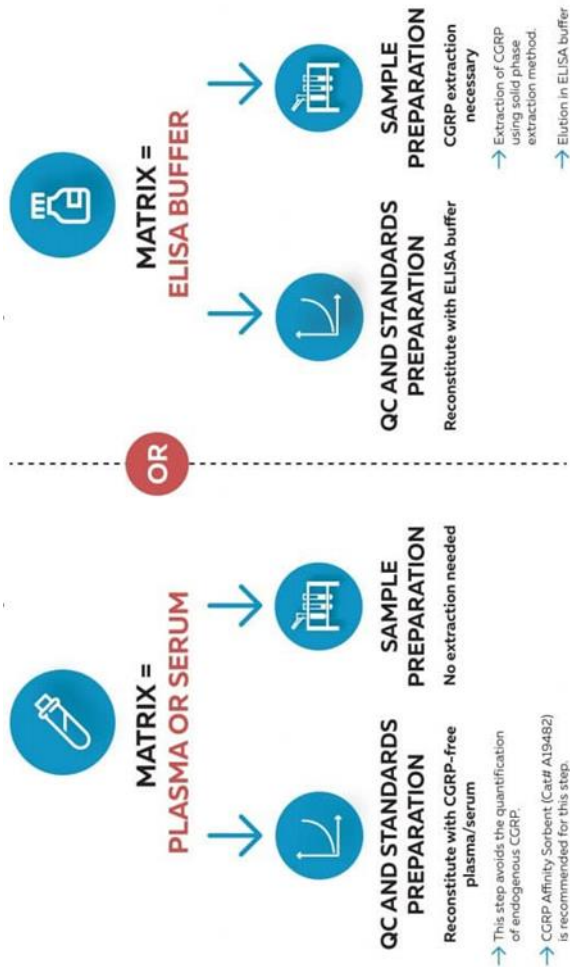 MATRIX =
PLASMA OR SERUM
QC AND STANDARDS
PREPARATION
Reconstitute with CGRP-free
plasma/serum
→ This step avoids the quantification
of endogenous CGRP.
→ CGRP Affinity Sorbent (Cat# A19482)
is recommended for this step.
SAMPLE
PREPARATION
No extraction needed
OR
MATRIX =
ELISA BUFFER
QC AND STANDARDS
PREPARATION
Reconstitute with ELISA buffer
SAMPLE
PREPARATION
CGRP extraction
necessary
→ Extraction of CGRP
using solid phase
extraction method.
→ Elution in ELISA buffer